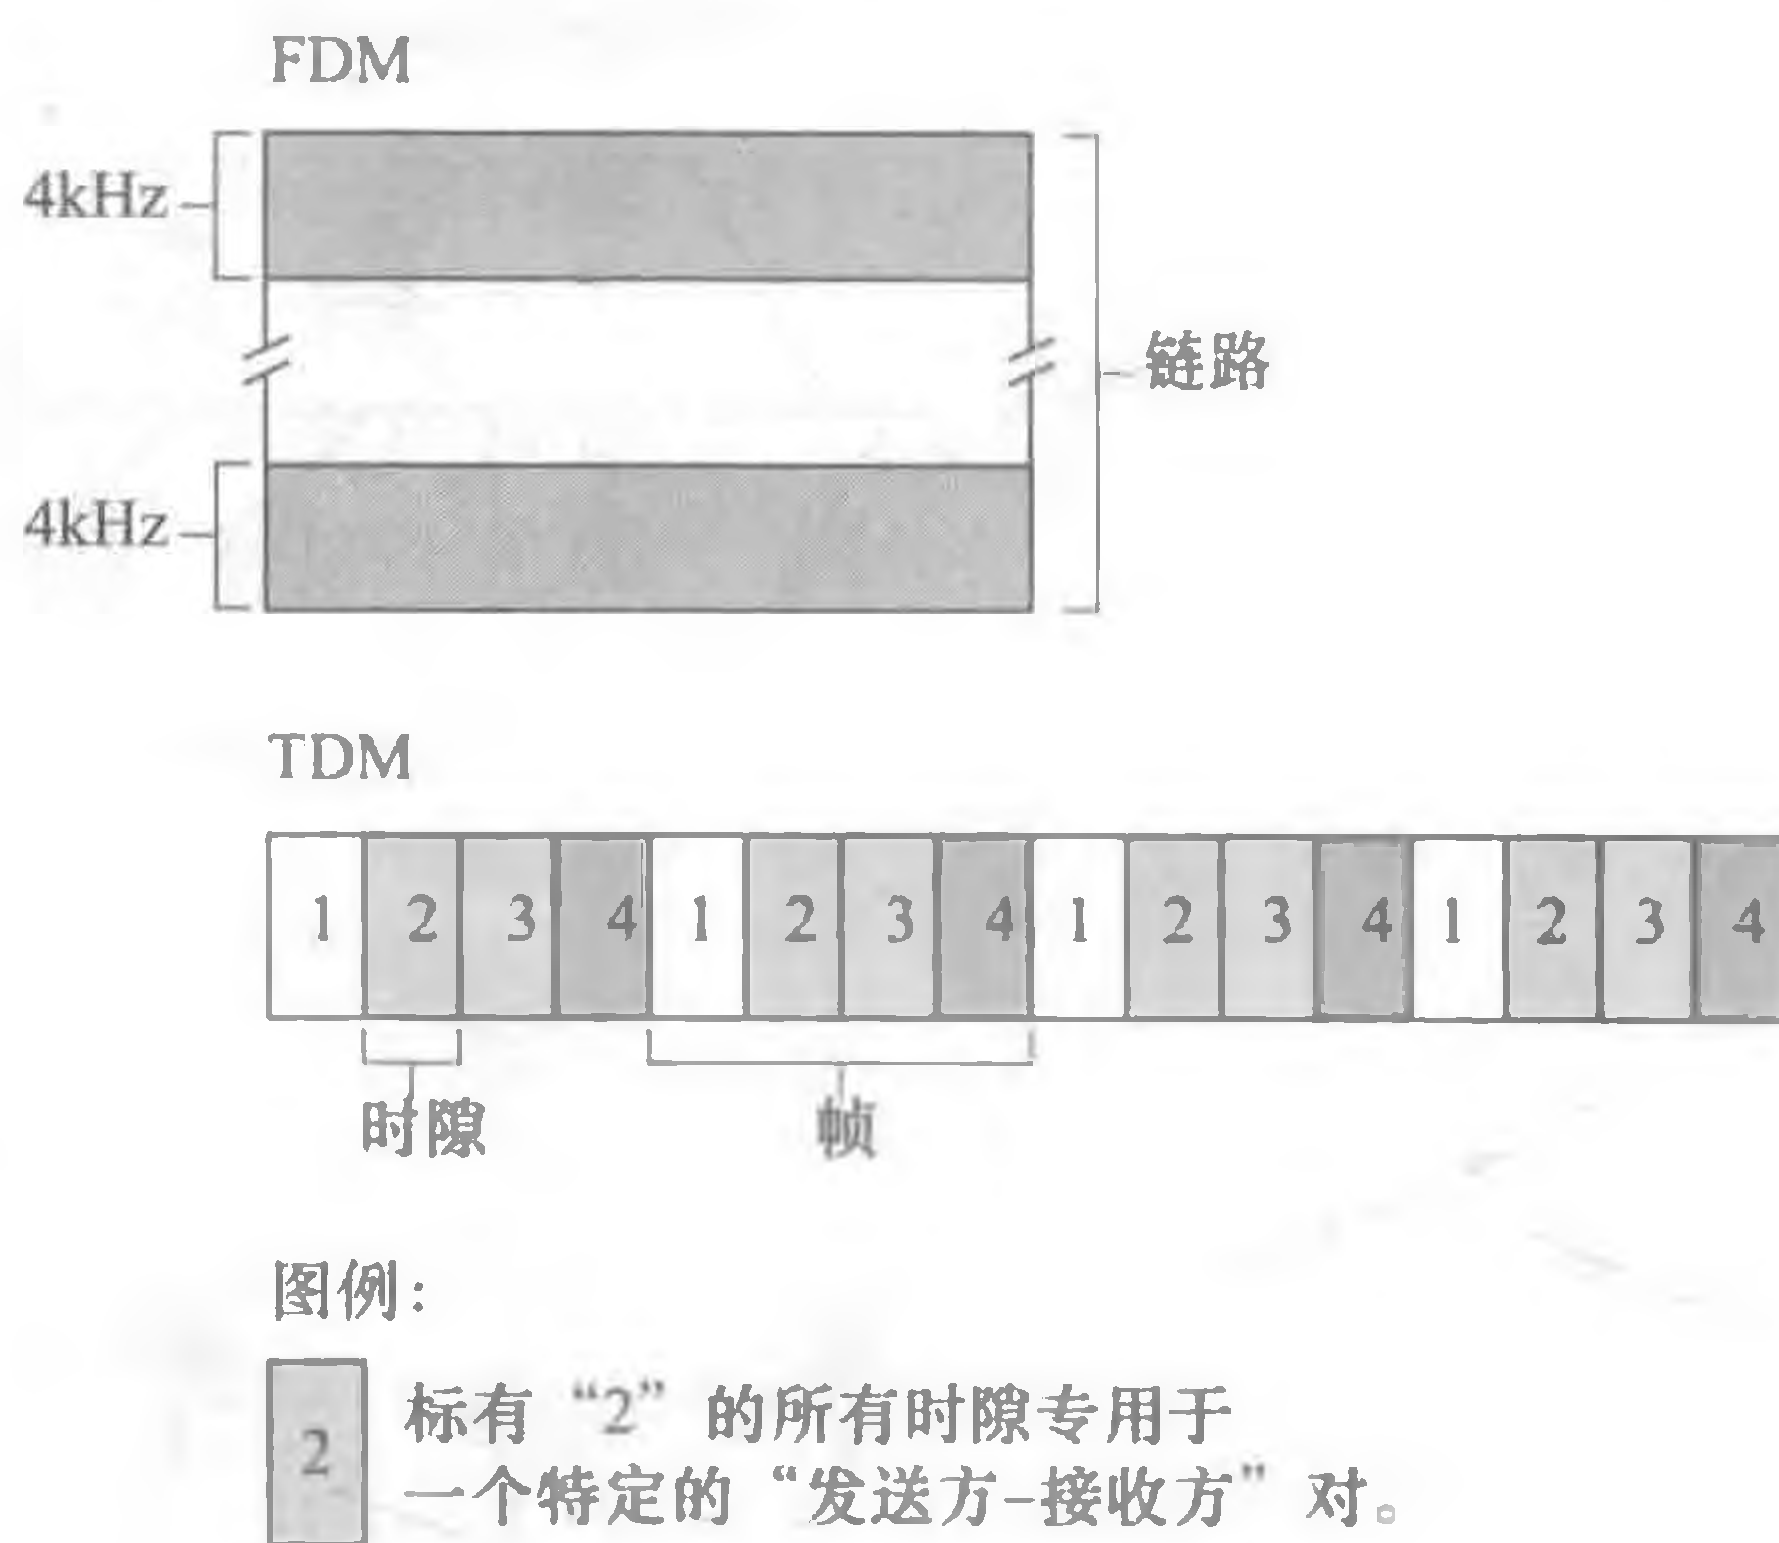 FDM
4kHz
链路
4kHz
TDM
1 2 3 4 1 2 3 4 1 2 3 4 1 2 3 4
时隙 帧
图例：
2
标有“2”的所有时隙专用于
一个特定的“发送方-接收方”对。